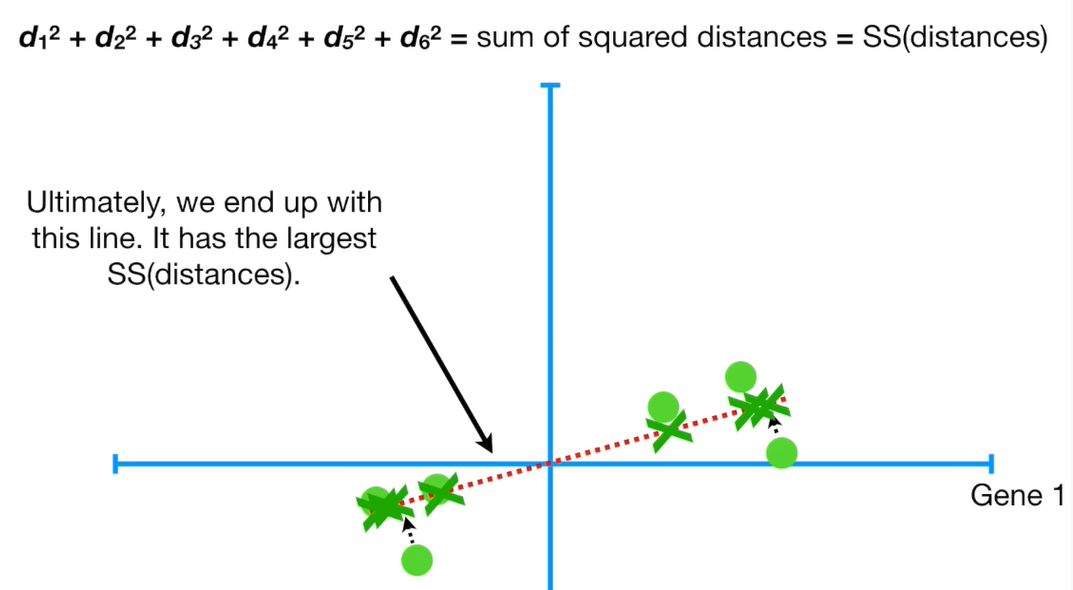 d₁² + d₂² + d₃² + d₄² + d₅² + d₆² = sum of squared distances = SS(distances)
Ultimately, we end up with
this line. It has the largest
SS(distances).
Gene 1